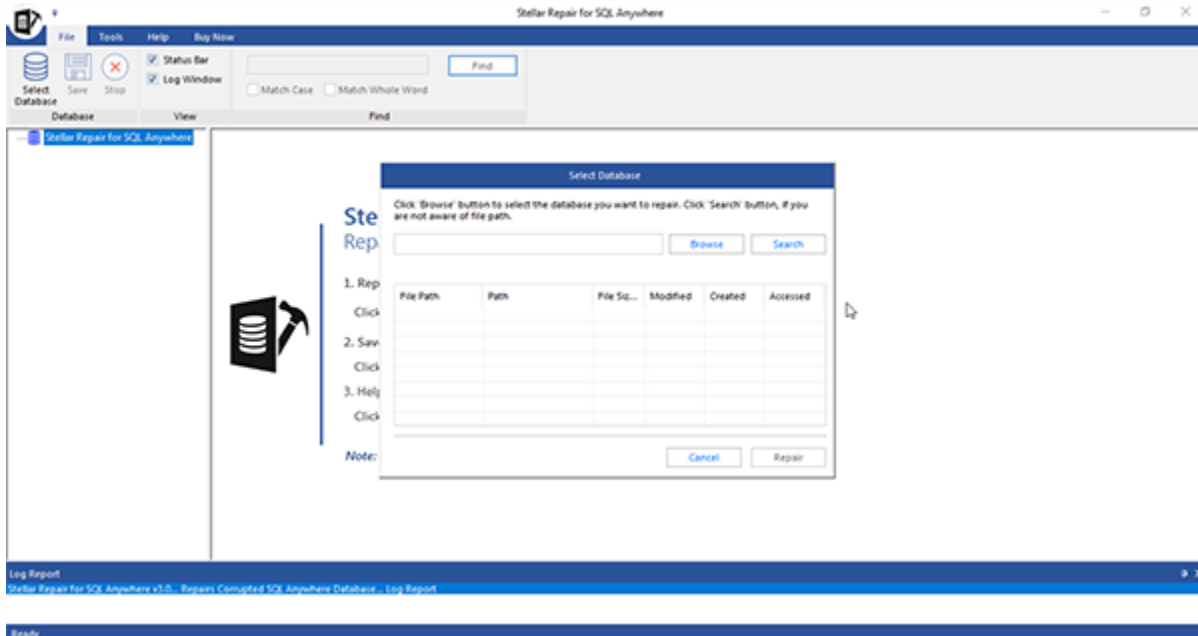 Stellar Repair for SQL Anywhere
File Tools Help Buy Now
Status Bar
Log Window
Find
Match Case Match Whole Word
Select Database
Save
Stop
Database View Find
Stellar Repair for SQL Anywhere
Select Database
Click 'Browse' button to select the database you want to repair. Click 'Search' button, if you
are not aware of file path.
Browse Search
File Path Path File Siz... Modified Created Accessed
Cancel Repair
Ste
Rep
1. Rep
Click
2. Sav
Click
3. Help
Click
Note:
Log Report
Stellar Repair for SQL Anywhere v3.0... Repairs Corrupted SQL Anywhere Database... Log Report
Ready